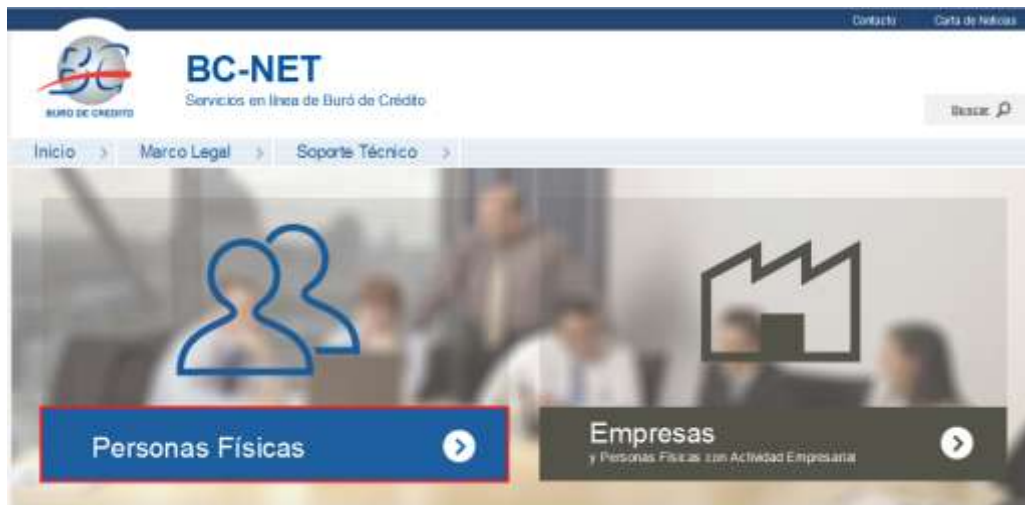 Contacto Carta de Noticias
BC
BURÓ DE CRÉDITO
BC-NET
Servicios en línea de Buró de Crédito
Buscar
Inicio > Marco Legal > Soporte Técnico >
Personas Físicas
Empresas
y Personas Físicas con Actividad Empresarial